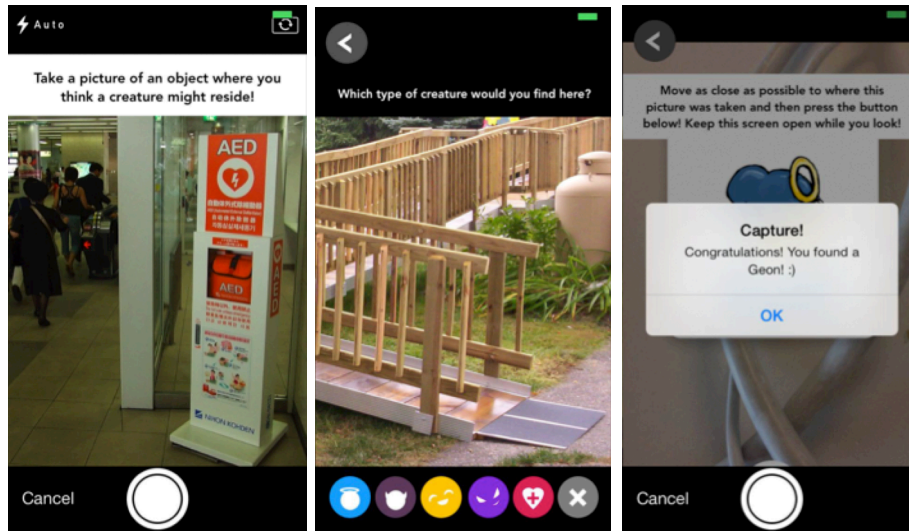 Auto
Take a picture of an object where you
think a creature might reside!
AED
AED
AED
NIHON KOHDEN
Cancel
Which type of creature would you find here?
Move as close as possible to where this
picture was taken and then press the button
below! Keep this screen open while you look!
Capture!
Congratulations! You found a
Geon! :)
OK
Cancel